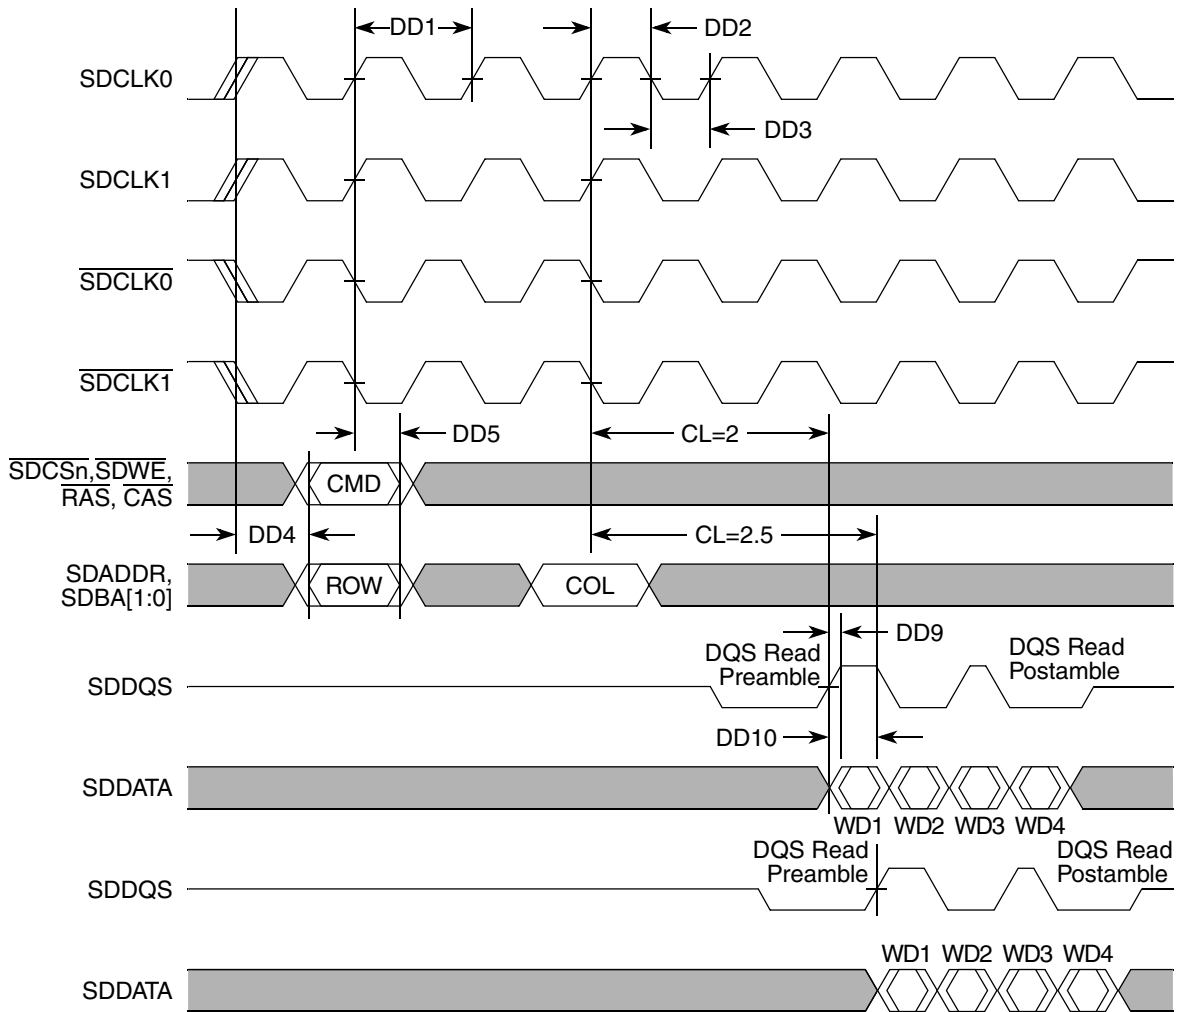 DD1
DD2
SDCLK0
DD3
SDCLK1
SDCLK0
SDCLK1
DD5
CL=2
SDCSn,SDWE,
RAS, CAS
CMD
DD4
CL=2.5
SDADDR,
SDBA[1:0]
ROW
COL
DD9
DQS Read
Preamble
DQS Read
Postamble
SDDQS
DD10
SDDATA
WD1 WD2 WD3 WD4
DQS Read
Preamble
DQS Read
Postamble
SDDQS
WD1 WD2 WD3 WD4
SDDATA